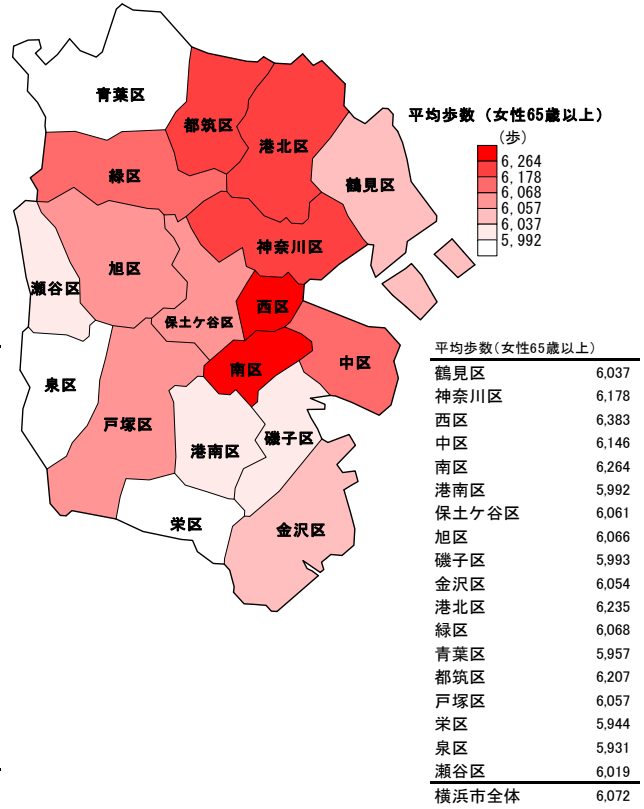 青葉区
都筑区
港北区
緑区
鶴見区
神奈川区
旭区
瀬谷区
西区
保土ケ谷区
南区
中区
泉区
戸塚区
港南区
磯子区
栄区
金沢区
平均歩数（女性65歳以上）
(歩)
6,264
6,178
6,068
6,057
6,037
5,992
平均歩数(女性65歳以上)
鶴見区 6,037
神奈川区 6,178
西区 6,383
中区 6,146
南区 6,264
港南区 5,992
保土ケ谷区 6,061
旭区 6,066
磯子区 5,993
金沢区 6,054
港北区 6,235
緑区 6,068
青葉区 5,957
都筑区 6,207
戸塚区 6,057
栄区 5,944
泉区 5,931
瀬谷区 6,019
横浜市全体 6,072